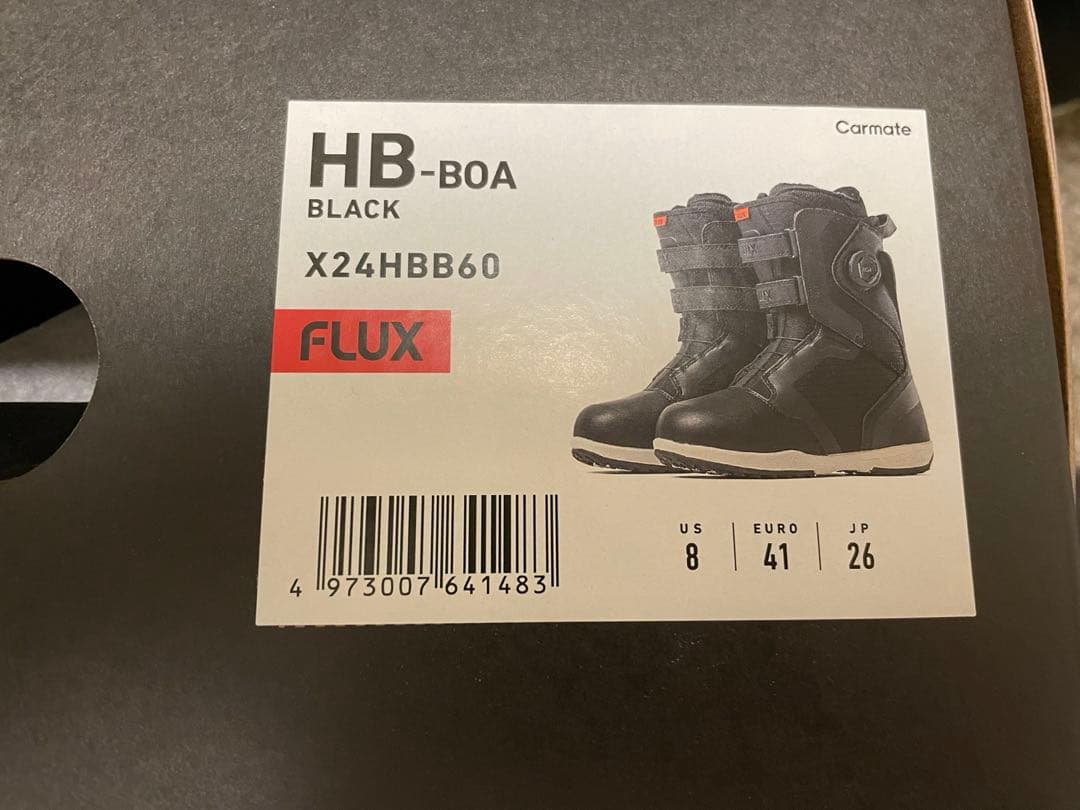 Carmate
HB-BOA
BLACK
X24HBB60
FLUX
US EURO JP
8 41 26
4 973007 641483